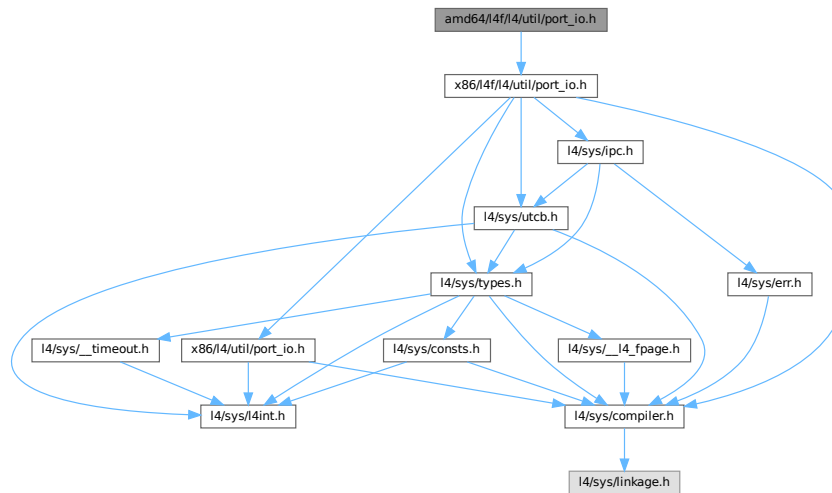 amd64/l4f/l4/util/port_io.h
x86/l4f/l4/util/port_io.h
l4/sys/ipc.h
l4/sys/utcb.h
l4/sys/types.h
l4/sys/err.h
l4/sys/__timeout.h
x86/l4/util/port_io.h
l4/sys/consts.h
l4/sys/__l4_fpage.h
l4/sys/l4int.h
l4/sys/compiler.h
l4/sys/linkage.h